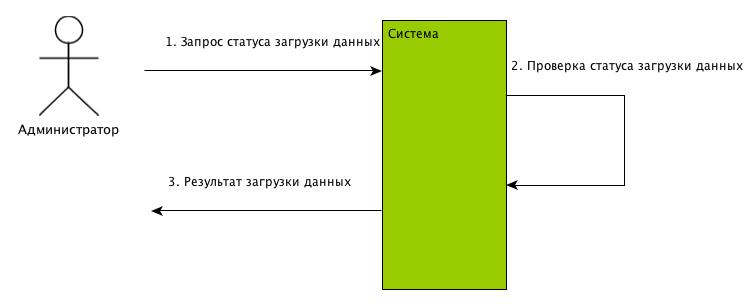 1. Запрос статуса загрузки данных
Система
2. Проверка статуса загрузки данных
Администратор
3. Результат загрузки данных